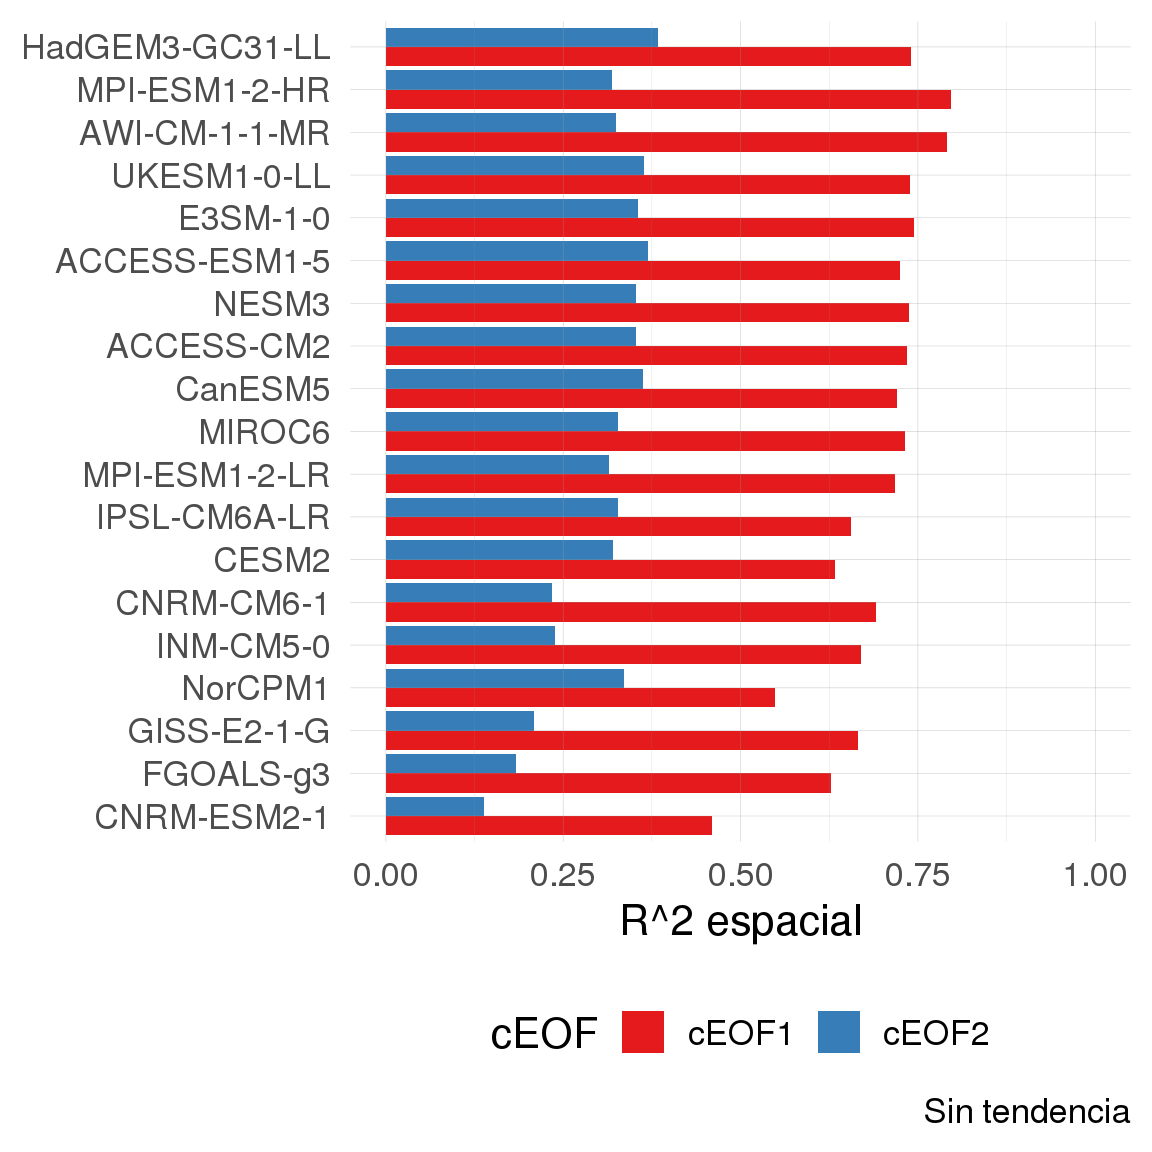 HadGEM3-GC31-LL
MPI-ESM1-2-HR
AWI-CM-1-1-MR
UKESM1-0-LL
E3SM-1-0
ACCESS-ESM1-5
NESM3
ACCESS-CM2
CanESM5
MIROC6
MPI-ESM1-2-LR
IPSL-CM6A-LR
CESM2
CNRM-CM6-1
INM-CM5-0
NorCPM1
GISS-E2-1-G
FGOALS-g3
CNRM-ESM2-1
0.00 0.25 0.50 0.75 1.00
R^2 espacial
cEOF cEOF1 cEOF2
Sin tendencia